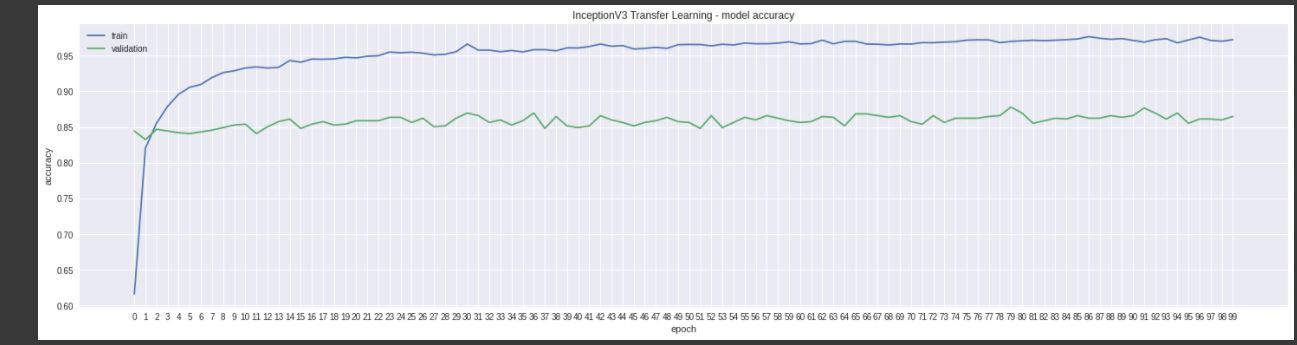 InceptionV3 Transfer Learning - model accuracy
train
validation
0.95
0.90
0.85
0.80
0.75
0.70
0.65
0.60
accuracy
0 1 2 3 4 5 6 7 8 9 10 11 12 13 14 15 16 17 18 19 20 21 22 23 24 25 26 27 28 29 30 31 32 33 34 35 36 37 38 39 40 41 42 43 44 45 46 47 48 49 50 51 52 53 54 55 56 57 58 59 60 61 62 63 64 65 66 67 68 69 70 71 72 73 74 75 76 77 78 79 80 81 82 83 84 85 86 87 88 89 90 91 92 93 94 95 96 97 98 99
epoch